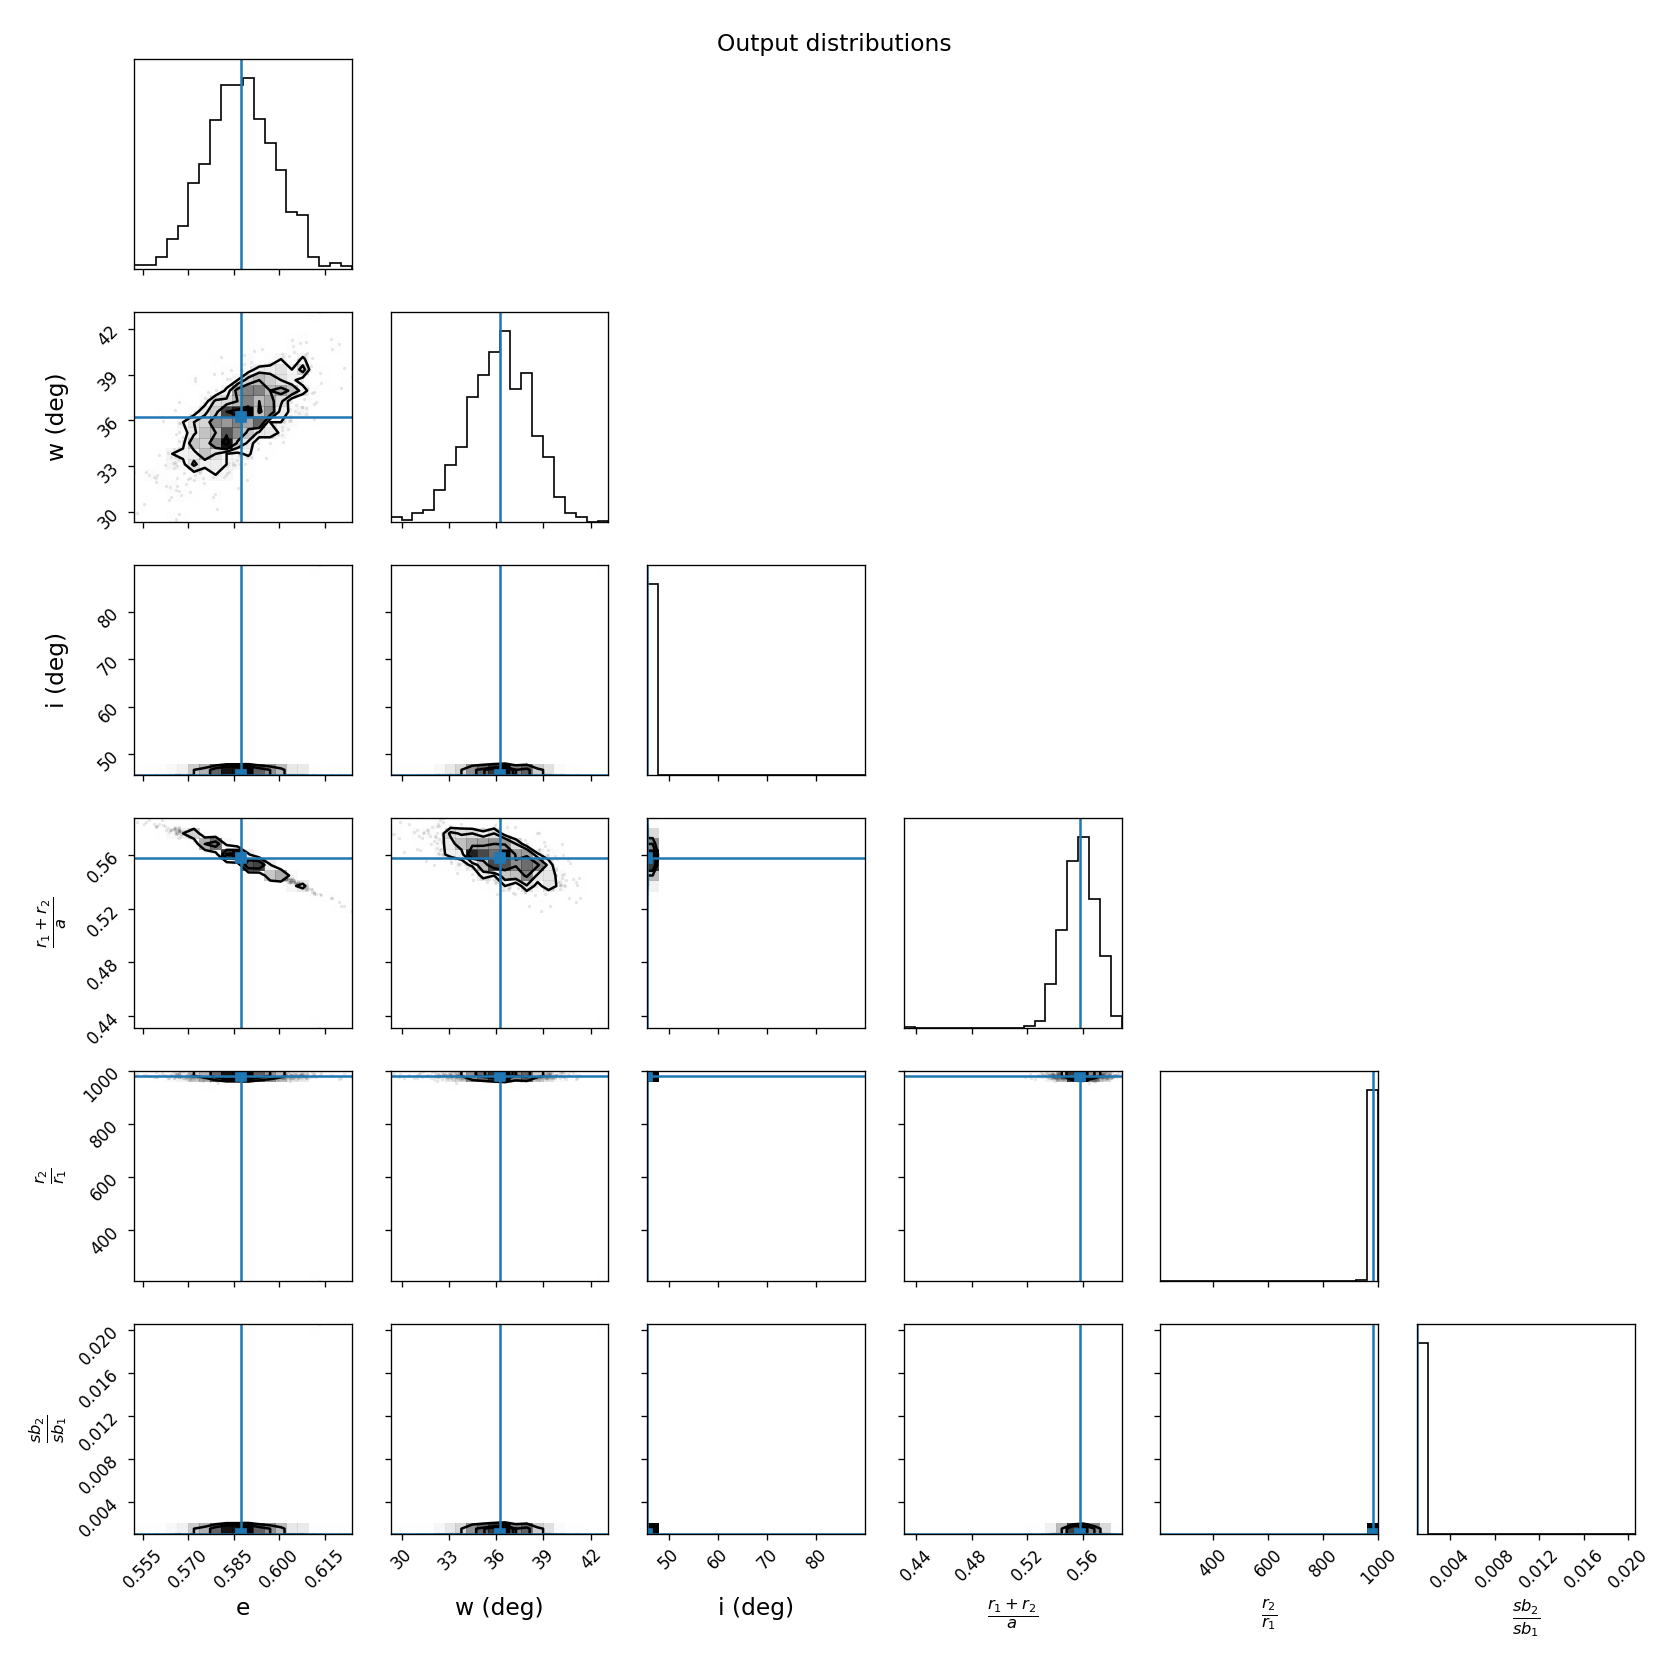 Output distributions
42
39
36
33
30
w (deg)
80
70
60
50
i (deg)
0.56
0.52
0.48
0.44
r₁ + r₂
a
1000
800
600
400
r₂
r₁
0.020
0.016
0.012
0.008
0.004
sb₂
sb₁
0.555 0.570 0.585 0.600 0.615 30 33 36 39 42 50 60 70 80 0.44 0.48 0.52 0.56 400 600 800 1000 0.004 0.008 0.012 0.016 0.020
e w (deg) i (deg)
r₁ + r₂
a
r₂
r₁
sb₂
sb₁